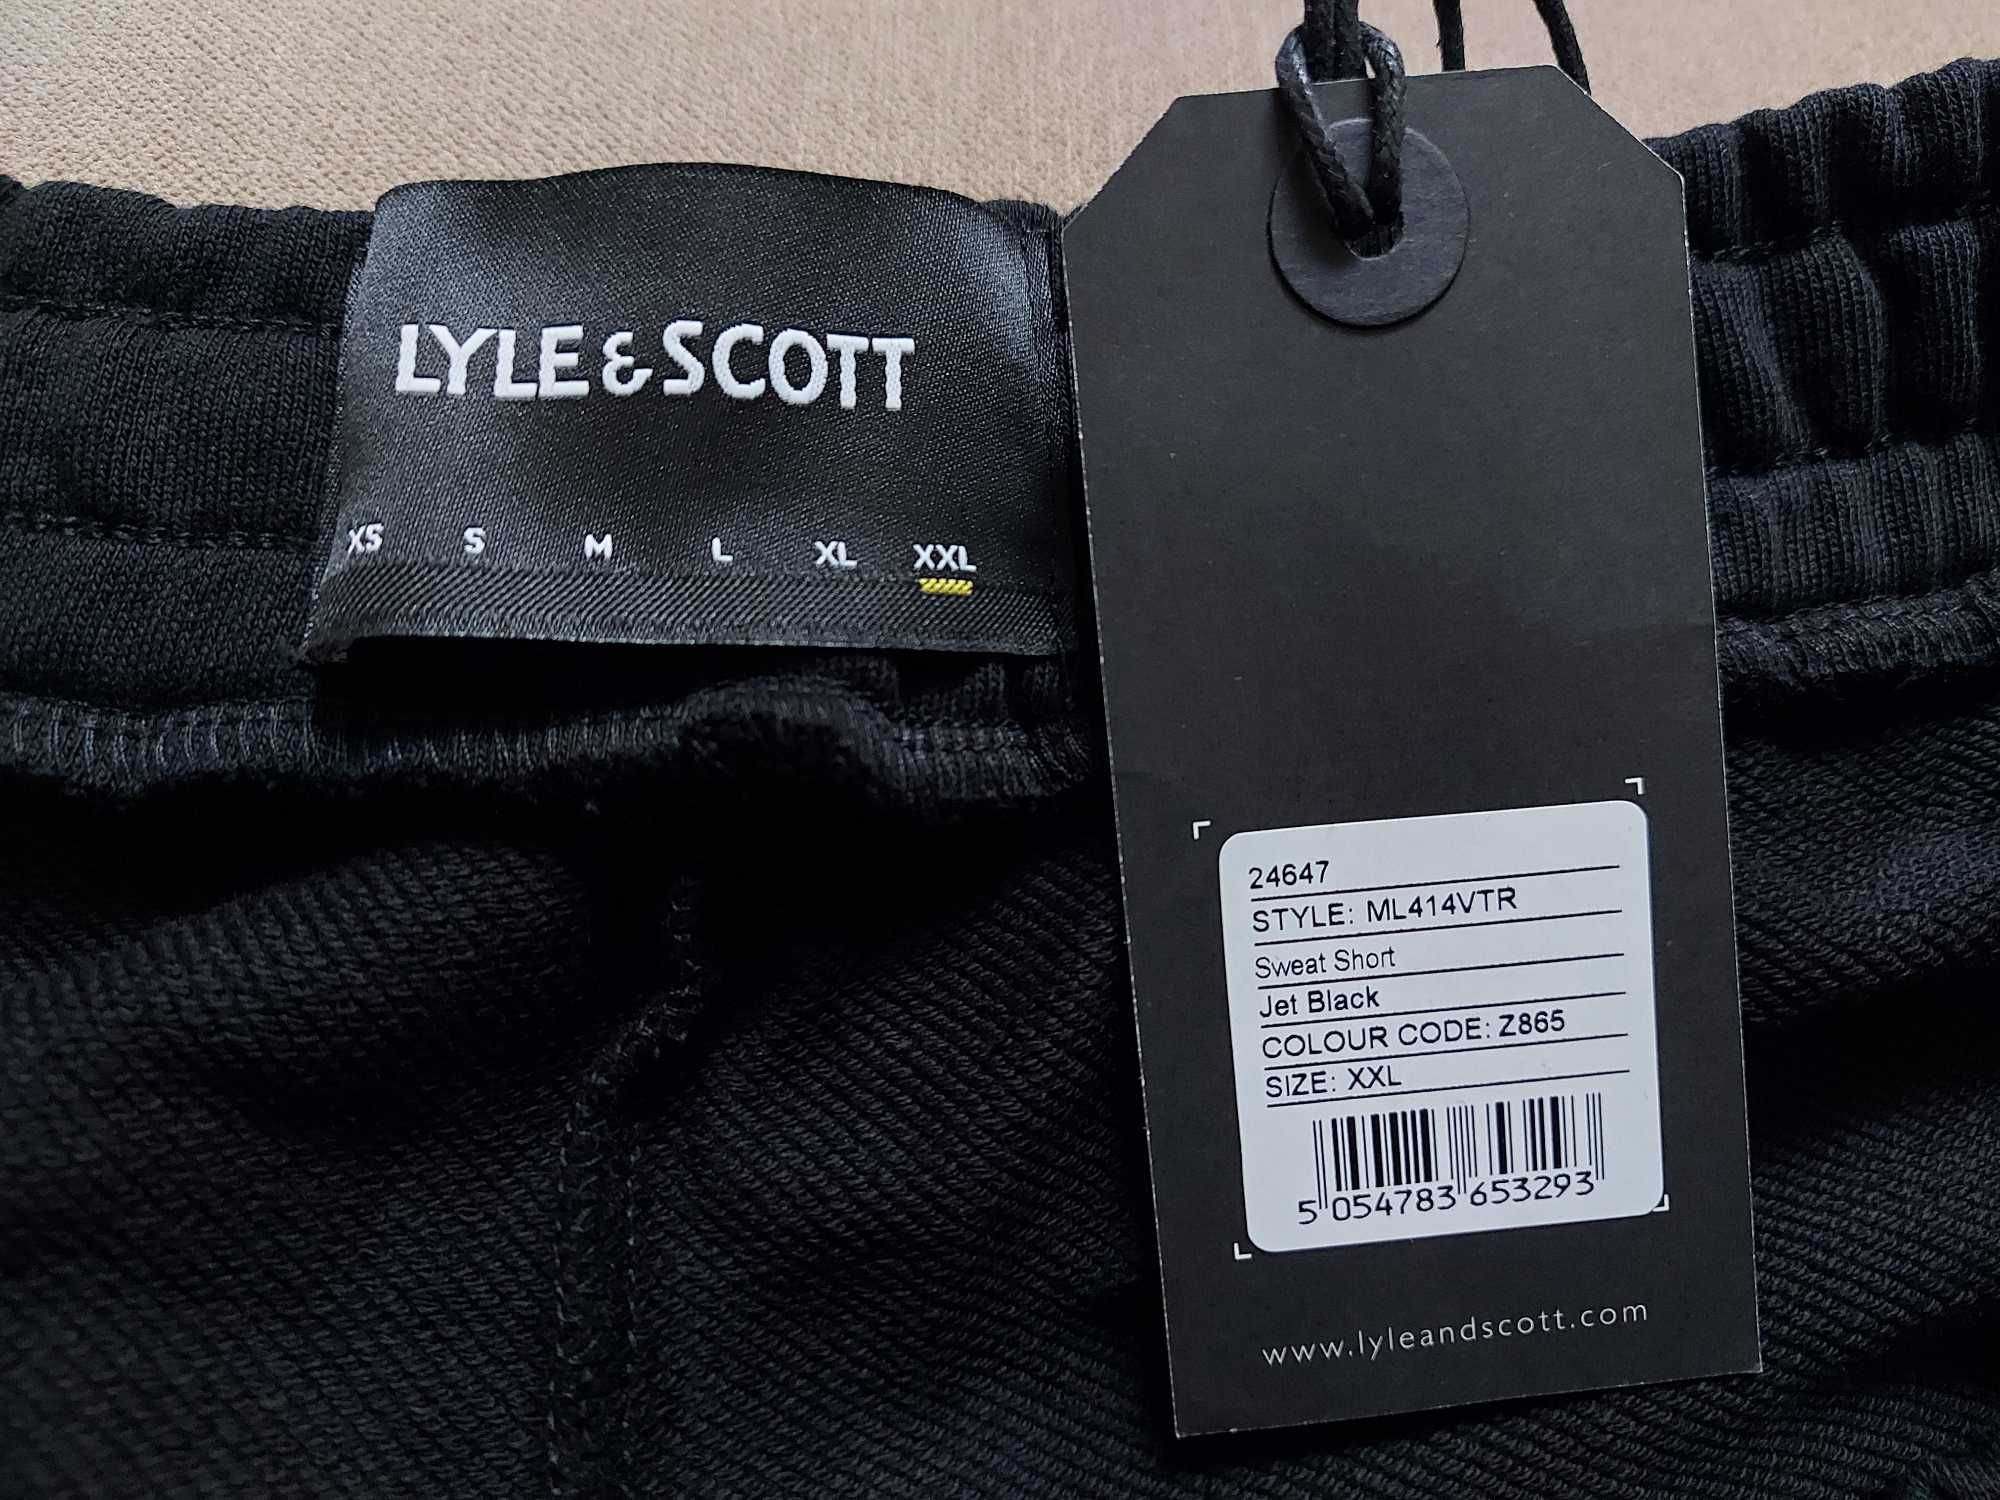 LYLE & SCOTT
XS S M L XL XXL
24647
STYLE: ML414VTR
Sweat Short
Jet Black
COLOUR CODE: Z865
SIZE: XXL
5 054783 653293
www.lyleandscott.com